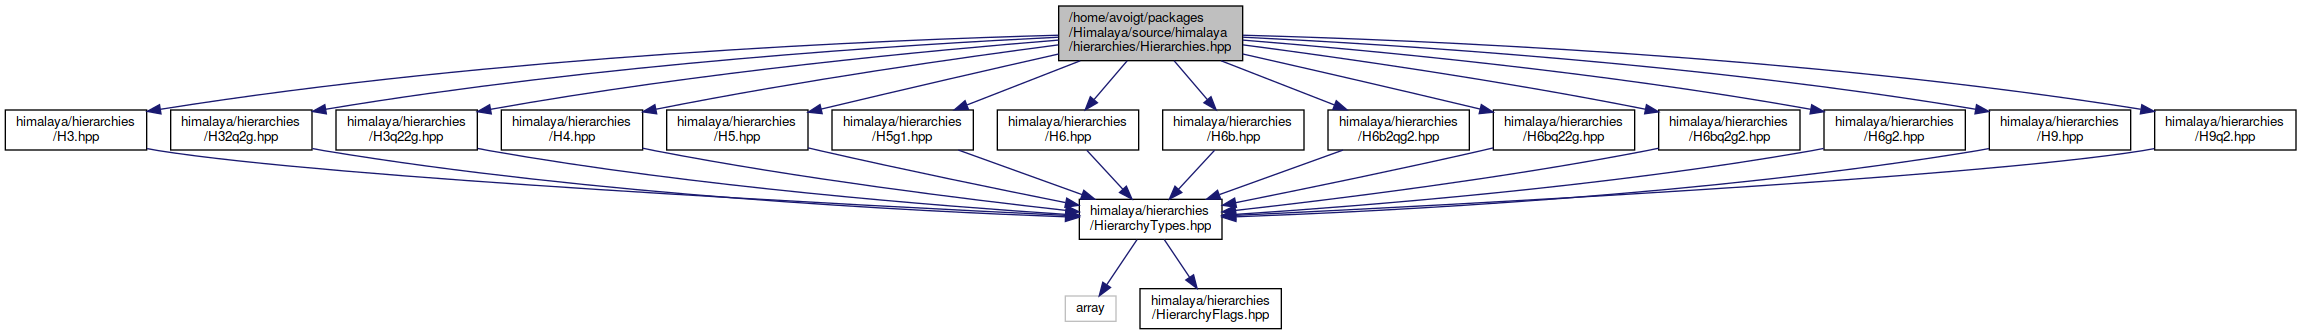 /home/avoigt/packages
/Himalaya/source/himalaya
/hierarchies/Hierarchies.hpp
himalaya/hierarchies
/H3.hpp
himalaya/hierarchies
/H32q2g.hpp
himalaya/hierarchies
/H3q22g.hpp
himalaya/hierarchies
/H4.hpp
himalaya/hierarchies
/H5.hpp
himalaya/hierarchies
/H5g1.hpp
himalaya/hierarchies
/H6.hpp
himalaya/hierarchies
/H6b.hpp
himalaya/hierarchies
/H6b2qg2.hpp
himalaya/hierarchies
/H6bq22g.hpp
himalaya/hierarchies
/H6bq2g2.hpp
himalaya/hierarchies
/H6g2.hpp
himalaya/hierarchies
/H9.hpp
himalaya/hierarchies
/H9q2.hpp
himalaya/hierarchies
/HierarchyTypes.hpp
array
himalaya/hierarchies
/HierarchyFlags.hpp